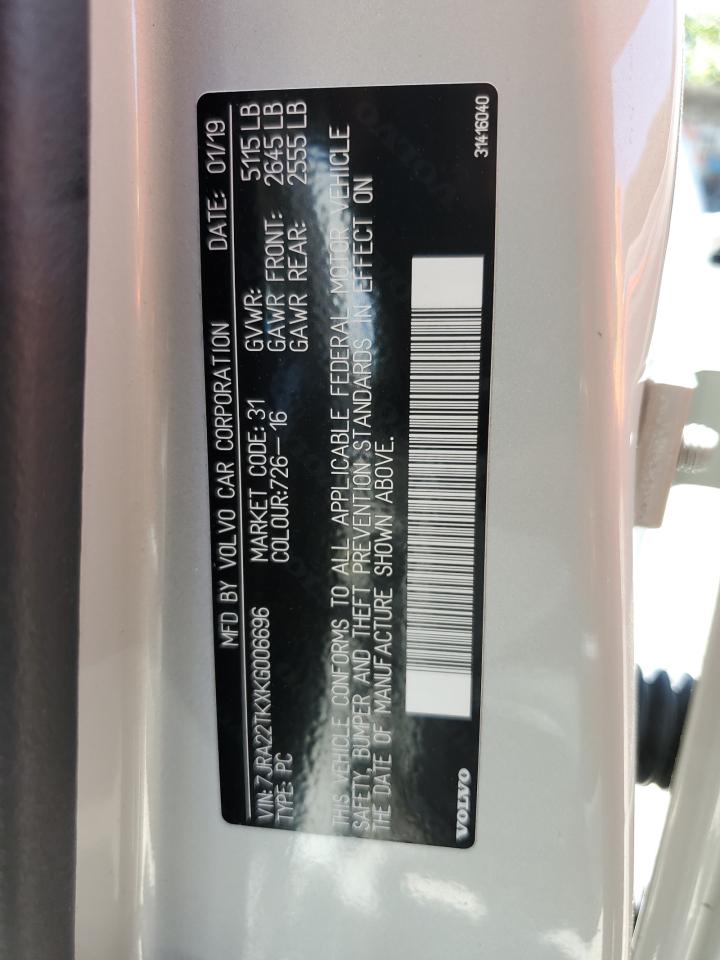 MFD BY VOLVO CAR CORPORATION DATE: 01/19
VIN: 7JRA22TKXKG006696 MARKET CODE: 31 GVWR: 5115 LB
TYPE: PC COLOUR:726-16 GAWR FRONT: 2645 LB
GAWR REAR: 2555 LB
THIS VEHICLE CONFORMS TO ALL APPLICABLE FEDERAL MOTOR VEHICLE
SAFETY, BUMPER AND THEFT PREVENTION STANDARDS IN EFFECT ON
THE DATE OF MANUFACTURE SHOWN ABOVE.
VOLVO 31416040